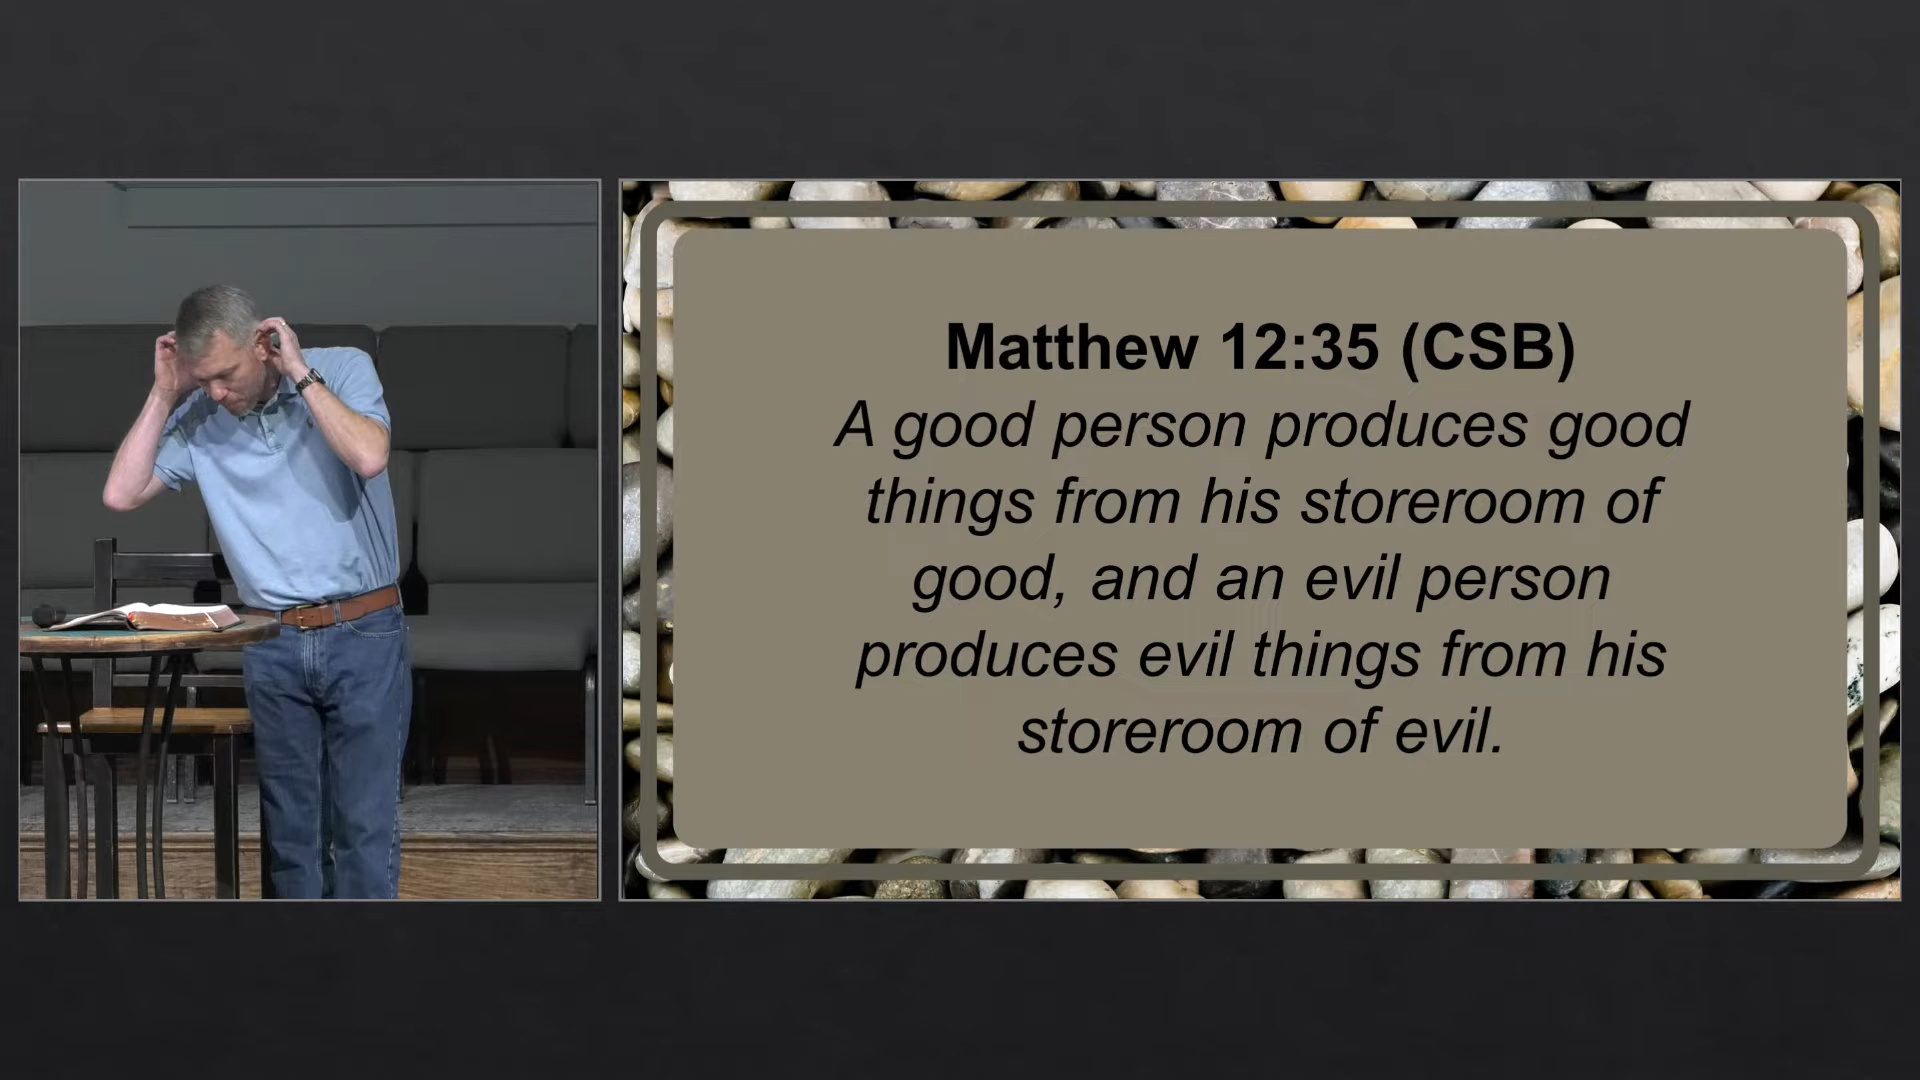 Matthew 12:35 (CSB)
A good person produces good
things from his storeroom of
good, and an evil person
produces evil things from his
storeroom of evil.